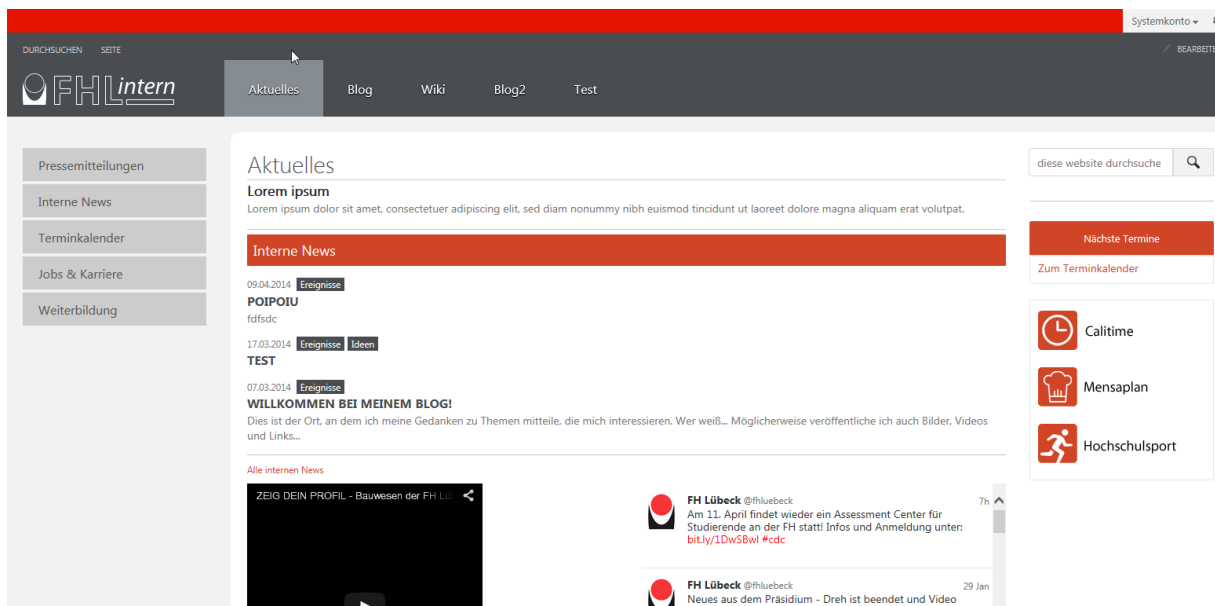 Systemkonto
DURCHSUCHEN SEITE
BEARBEITE
FHL intern
Aktuelles Blog Wiki Blog2 Test
Pressemitteilungen
Interne News
Terminkalender
Jobs & Karriere
Weiterbildung
Aktuelles
Lorem ipsum
Lorem ipsum dolor sit amet, consectetuer adipiscing elit, sed diam nonummy nibh euismod tincidunt ut laoreet dolore magna aliquam erat volutpat.
Interne News
09.04.2014 Ereignisse
POIPOIU
fdfsdc
17.03.2014 Ereignisse Ideen
TEST
07.03.2014 Ereignisse
WILLKOMMEN BEI MEINEM BLOG!
Dies ist der Ort, an dem ich meine Gedanken zu Themen mitteile, die mich interessieren. Wer weiß... Möglicherweise veröffentliche ich auch Bilder, Videos
und Links...
Alle internen News
ZEIG DEIN PROFIL - Bauwesen der FH Lü
FH Lübeck @fhluebeck 7h
Am 11. April findet wieder ein Assessment Center für
Studierende an der FH statt! Infos und Anmeldung unter:
bit.ly/1DwSBwI #cdc
FH Lübeck @fhluebeck 29 Jan
Neues aus dem Präsidium - Dreh ist beendet und Video
diese website durchsuche
Nächste Termine
Zum Terminkalender
Calitime
Mensaplan
Hochschulsport